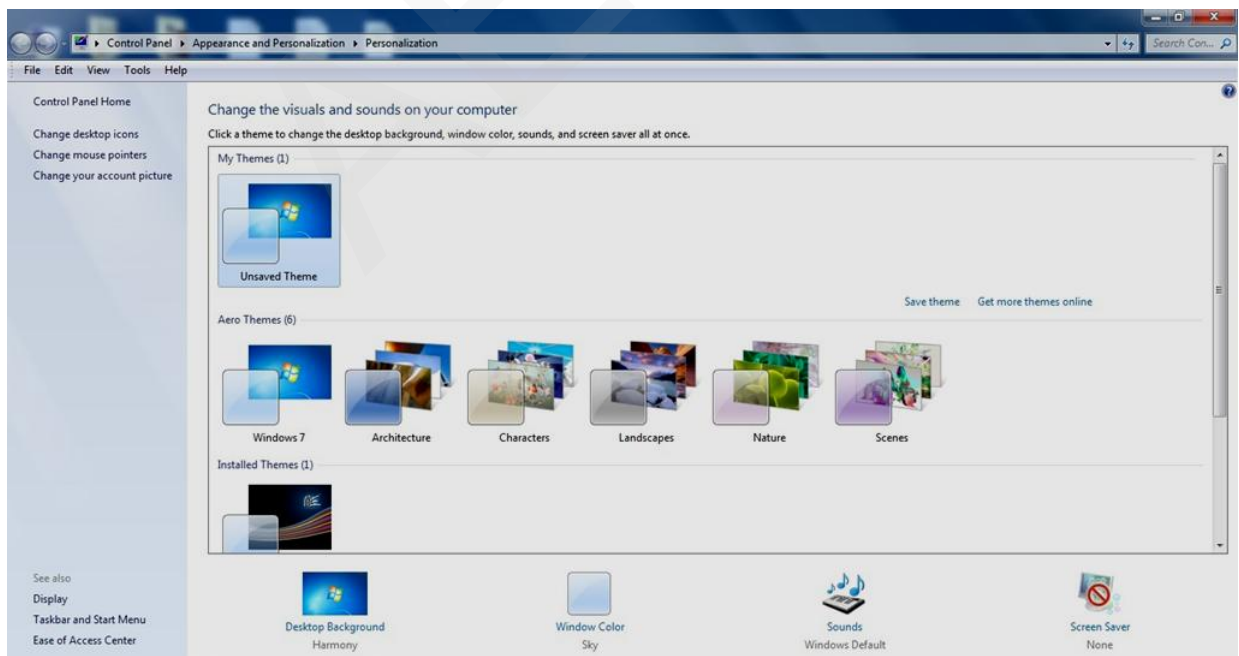 Control Panel ▸ Appearance and Personalization ▸ Personalization
Search Con...
File Edit View Tools Help
Control Panel Home
Change desktop icons
Change mouse pointers
Change your account picture
Change the visuals and sounds on your computer
Click a theme to change the desktop background, window color, sounds, and screen saver all at once.
My Themes (1)
Unsaved Theme
Save theme Get more themes online
Aero Themes (6)
Windows 7 Architecture Characters Landscapes Nature Scenes
Installed Themes (1)
See also
Display
Taskbar and Start Menu
Ease of Access Center
Desktop Background
Harmony
Window Color
Sky
Sounds
Windows Default
Screen Saver
None